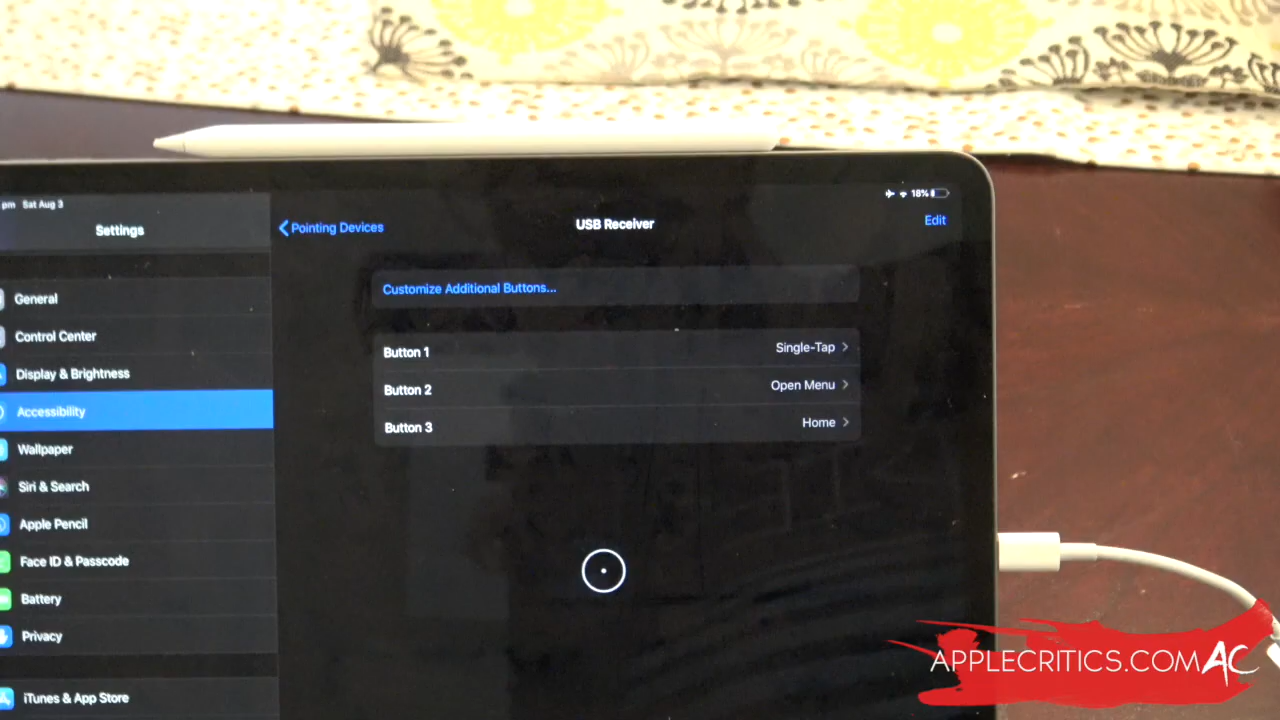 pm Sat Aug 3
18%
Settings
Pointing Devices
USB Receiver
Edit
General
Control Center
Display & Brightness
Accessibility
Wallpaper
Siri & Search
Apple Pencil
Face ID & Passcode
Battery
Privacy
iTunes & App Store
Customize Additional Buttons...
Button 1 Single-Tap
Button 2 Open Menu
Button 3 Home
APPLECRITICS.COM AC